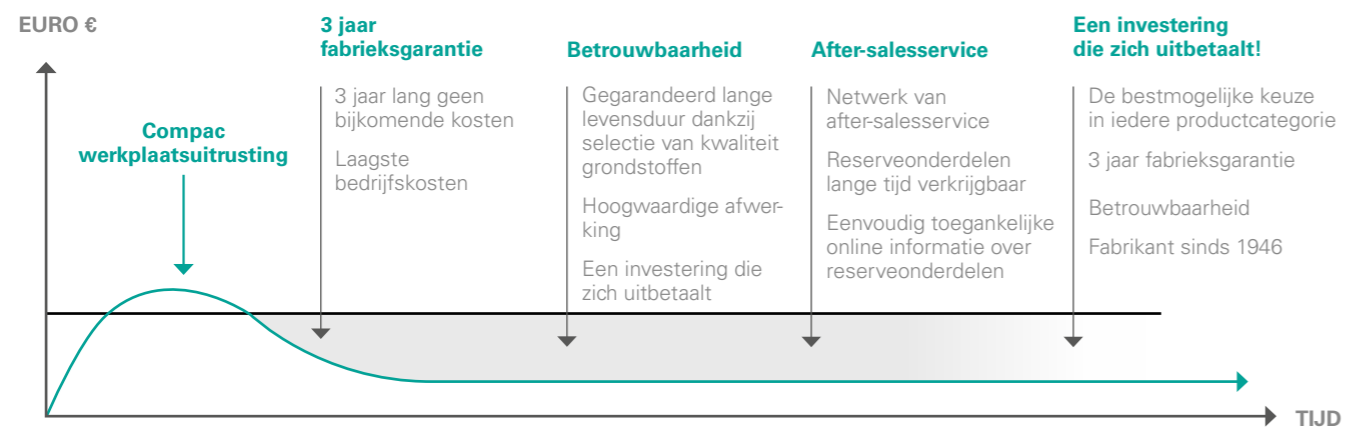 EURO €
Compac
werkplaatsuitrusting
3 jaar
fabrieksgarantie
3 jaar lang geen
bijkomende kosten
Laagste
bedrijfskosten
Betrouwbaarheid
Gegarandeerd lange
levensduur dankzij
selectie van kwaliteit
grondstoffen
Hoogwaardige afwer-
king
Een investering die
zich uitbetaalt
After-salesservice
Netwerk van
after-salesservice
Reserveonderdelen
lange tijd verkrijgbaar
Eenvoudig toegankelijke
online informatie over
reserveonderdelen
Een investering
die zich uitbetaalt!
De bestmogelijke keuze
in iedere productcategorie
3 jaar fabrieksgarantie
Betrouwbaarheid
Fabrikant sinds 1946
TIJD